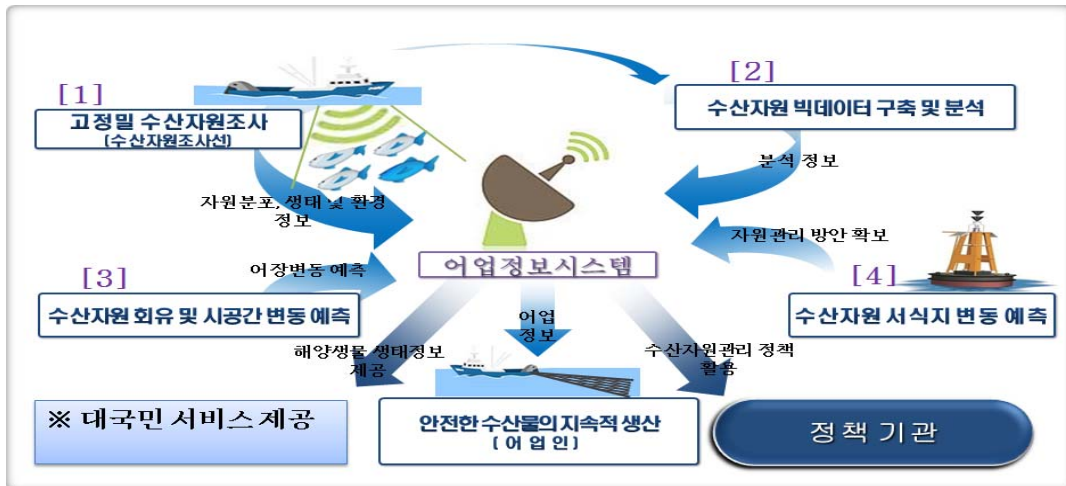 [1]
고정밀 수산자원조사
(수산자원조사선)
[2]
수산자원 빅데이터 구축 및 분석
분석 정보
자원분포, 생태 및 환경
정보
자원관리 방안 확보
어업정보시스템
[3]
어장변동 예측
수산자원 회유 및 시공간 변동 예측
[4]
수산자원 서식지 변동 예측
해양생물 생태정보
제공
어업
정보
수산자원관리 정책
활용
※ 대국민 서비스 제공
안전한 수산물의 지속적 생산
( 어 업 인 )
정책 기관